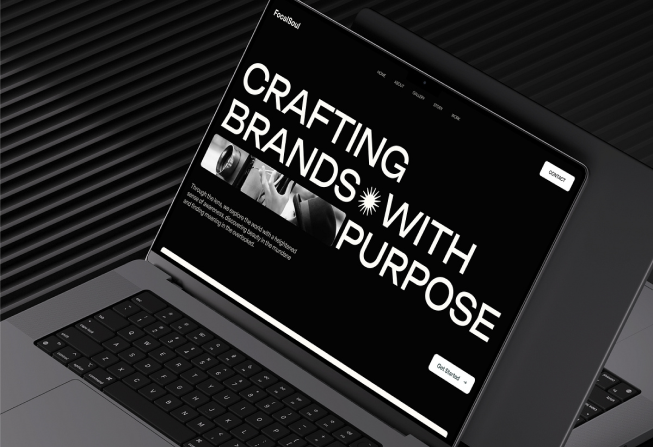 FocalSoul
HOME ABOUT GALLERY STUDY WORK
CONTACT
CRAFTING
BRANDS WITH
PURPOSE
Through the lens, we explore the world with a heightened
sense of awareness, discovering beauty in the mundane
and finding meaning in the overlooked.
Get Started →